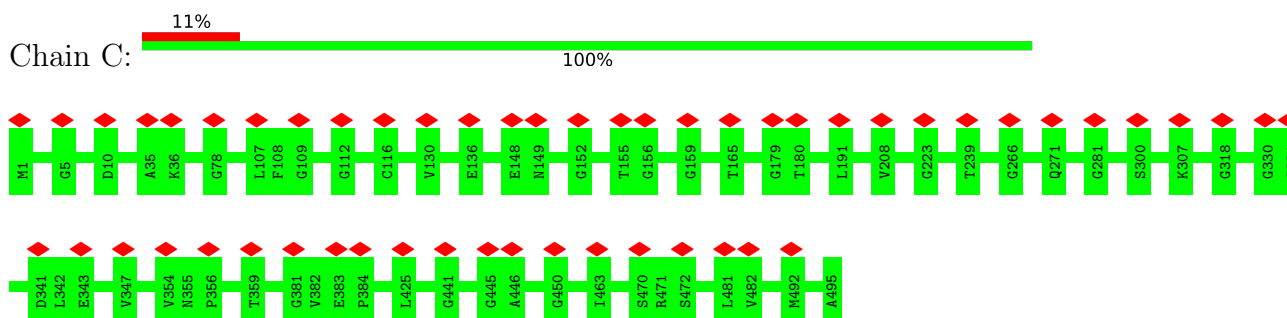 11%
Chain C:
100%
M1 G5 D10 A35 K36 G78 L107 F108 G109 G112 C116 V130 E136 E148 N149 G152 T155 G156 G159 T165 G179 T180 L191 V208 G223 T239 G266 Q271 G281 S300 K307 G318 G330
D341 L342 E343 V347 V354 N355 P356 T359 G381 V382 E383 P384 L425 G441 G445 A446 G450 I463 S470 R471 S472 L481 V482 M492 A495